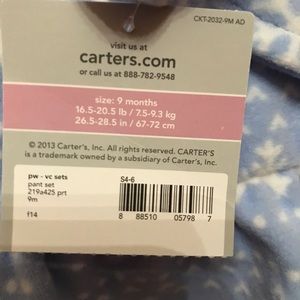 CKT-2032-9M AD
visit us at
carters.com
or call us at 888-782-9548
size: 9 months
16.5-20.5 lb / 7.5-9.3 kg
26.5-28.5 in / 67-72 cm
© 2013 Carter's, Inc. All rights reserved. CARTER'S is
a trademark owned by a subsidiary of Carter's, Inc.
pw - vc sets
pant set
219a425 prt
9m
f14
S4-6
8 88510 05798 7